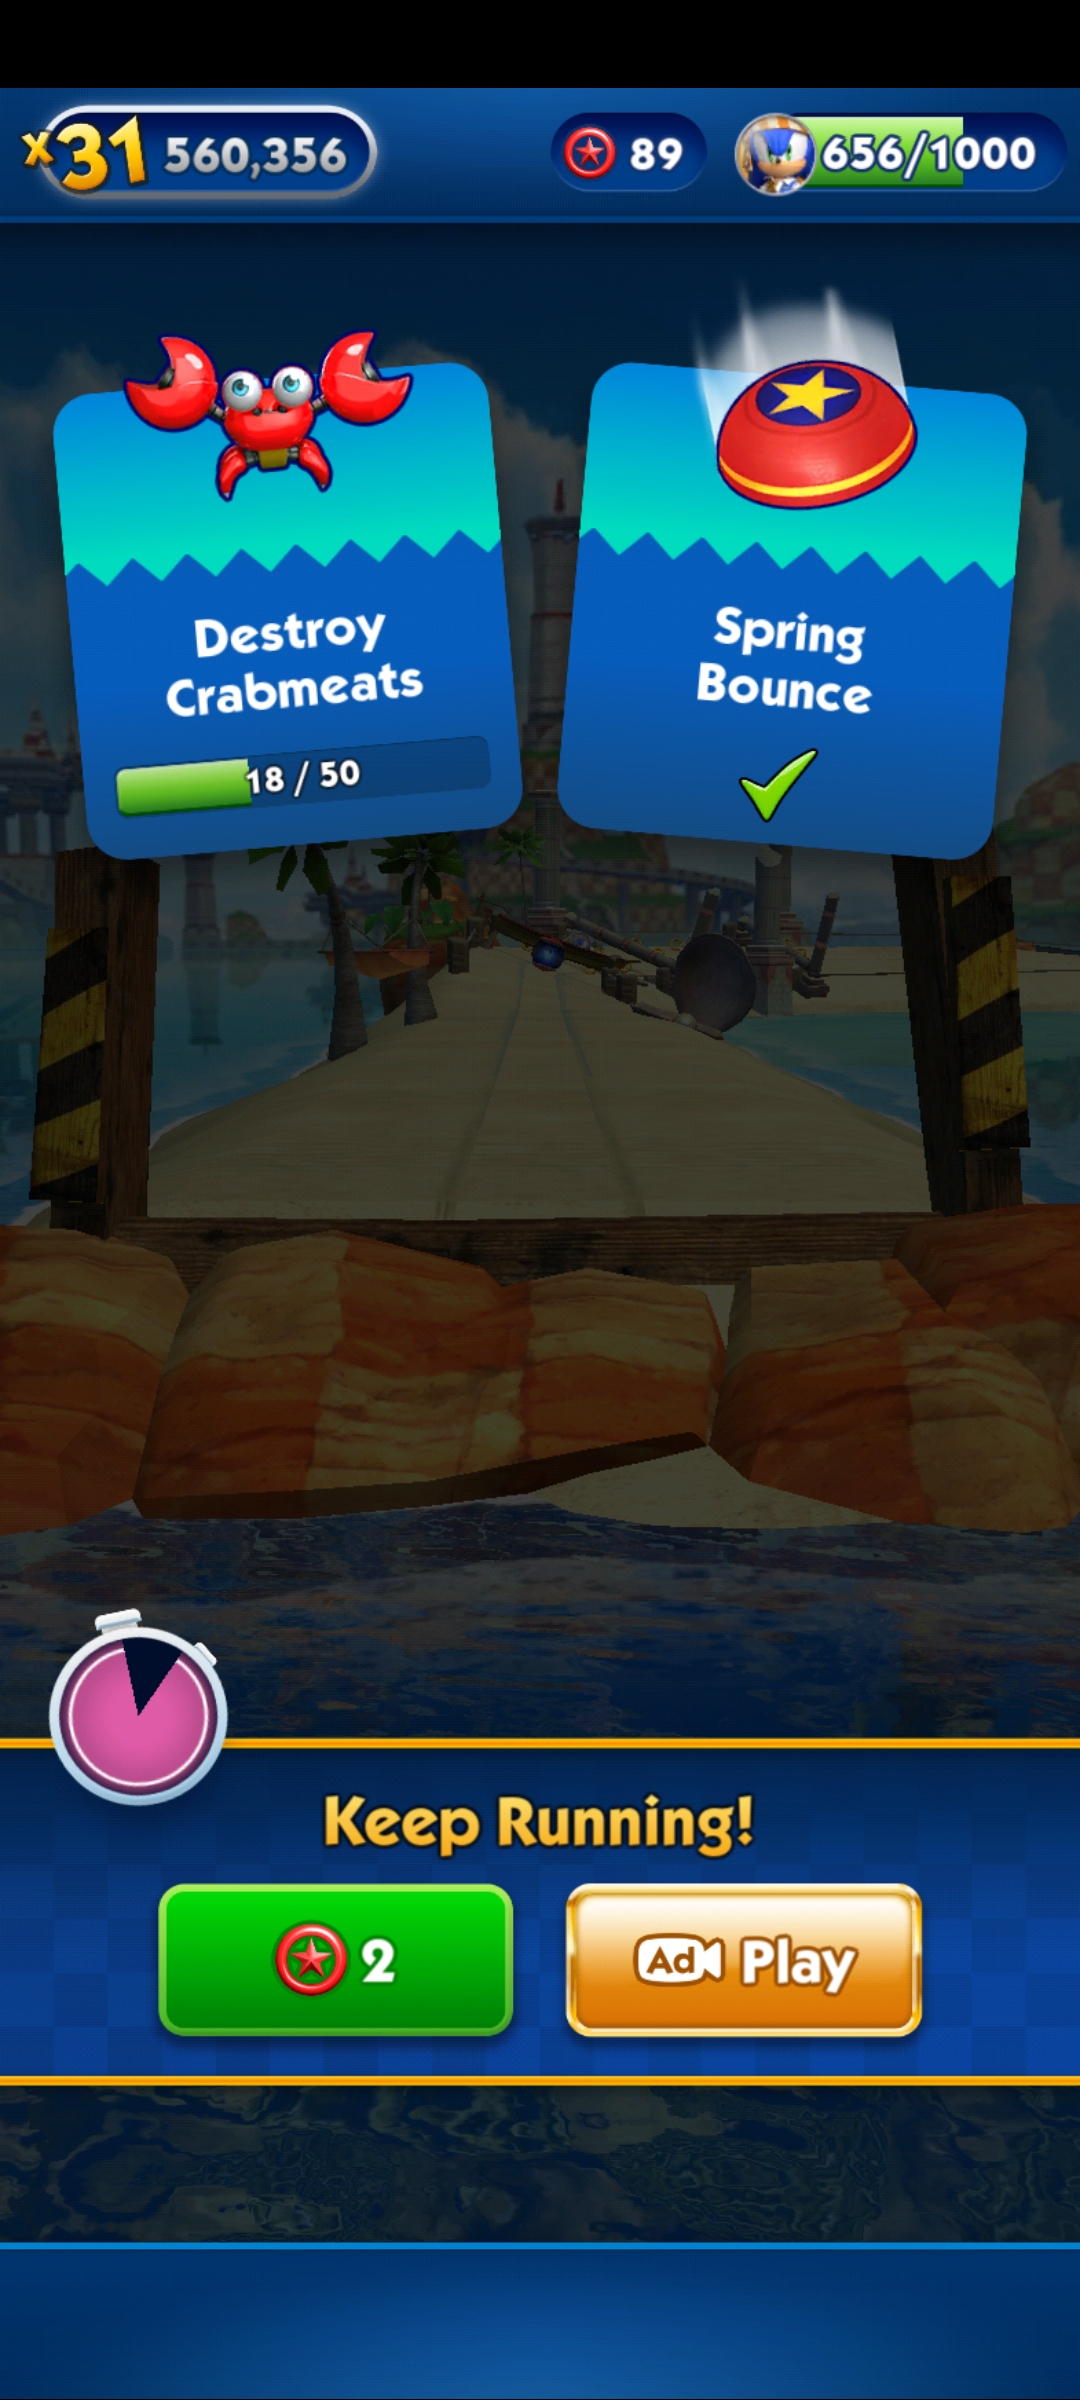 x31 560,356
89
656/1000
Destroy
Crabmeats
18 / 50
Spring
Bounce
Keep Running!
2
Ad Play